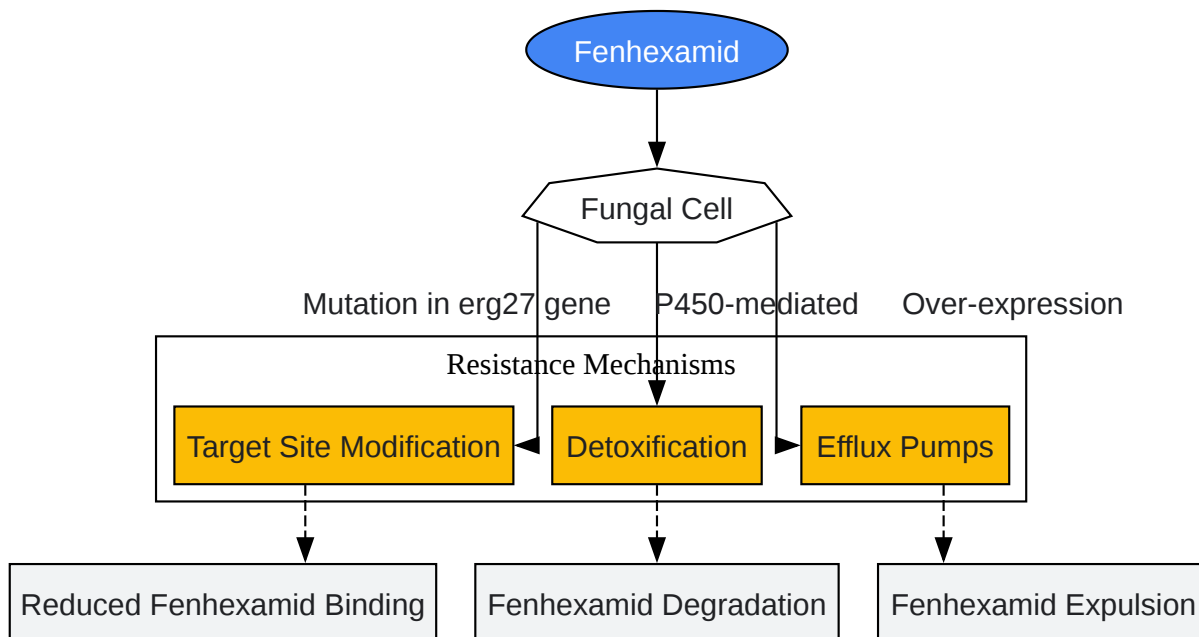 Fenhexamid
Fungal Cell
Mutation in erg27 gene
P450-mediated
Over-expression
Resistance Mechanisms
Target Site Modification
Detoxification
Efflux Pumps
Reduced Fenhexamid Binding
Fenhexamid Degradation
Fenhexamid Expulsion